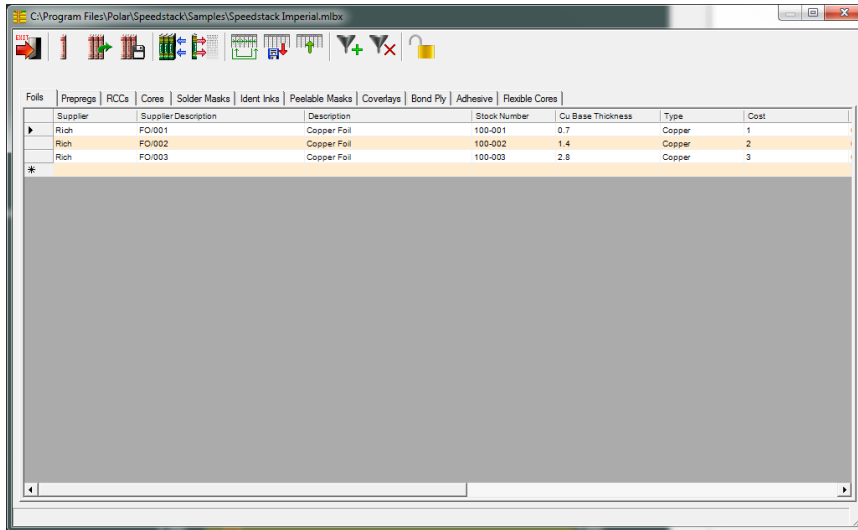 C:\Program Files\Polar\Speedstack\Samples\Speedstack Imperial.mlbx
EXIT
Foils Prepregs RCCs Cores Solder Masks Ident Inks Peelable Masks Coverlays Bond Ply Adhesive Flexible Cores
Supplier Supplier Description Description Stock Number Cu Base Thickness Type Cost
Rich FO/001 Copper Foil 100-001 0.7 Copper 1
Rich FO/002 Copper Foil 100-002 1.4 Copper 2
Rich FO/003 Copper Foil 100-003 2.8 Copper 3